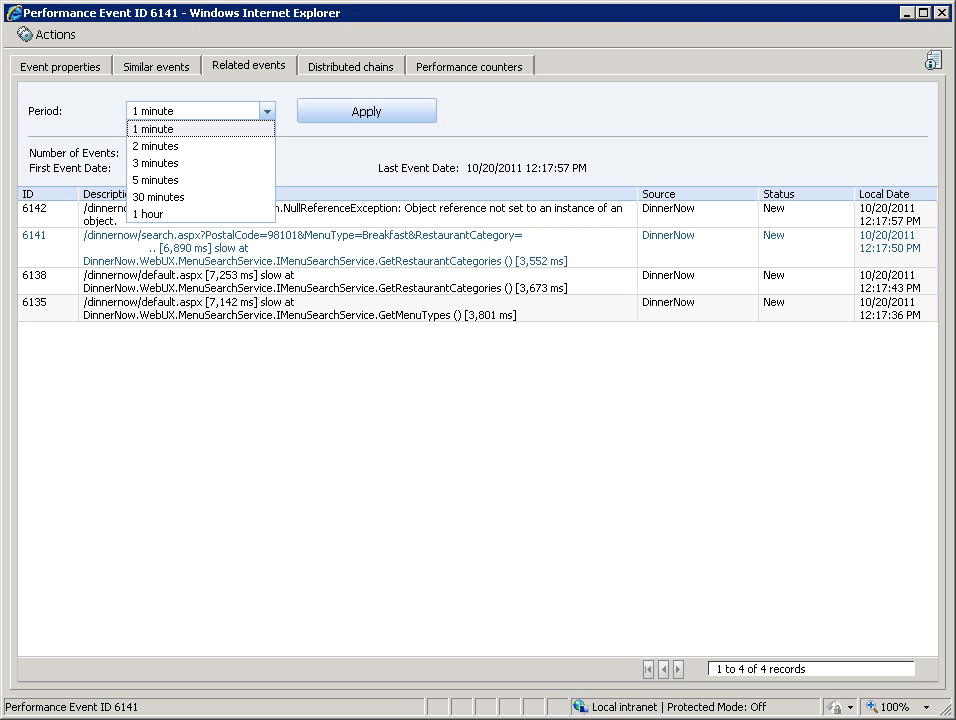 Performance Event ID 6141 - Windows Internet Explorer
Actions
Event properties
Similar events
Related events
Distributed chains
Performance counters
Period:
1 minute
Apply
1 minute
2 minutes
3 minutes
5 minutes
30 minutes
1 hour
Number of Events:
First Event Date:
Last Event Date: 10/20/2011 12:17:57 PM
ID Source Status Local Date
6142 .NullReferenceException: Object reference not set to an instance of an DinnerNow New 10/20/2011
object. 12:17:57 PM
6141 /dinnernow/search.aspx?PostalCode=98101&MenuType=Breakfast&RestaurantCategory= DinnerNow New 10/20/2011
.. [6,890 ms] slow at 12:17:50 PM
DinnerNow.WebUX.MenuSearchService.IMenuSearchService.GetRestaurantCategories () [3,552 ms]
6138 /dinnernow/default.aspx [7,253 ms] slow at DinnerNow New 10/20/2011
DinnerNow.WebUX.MenuSearchService.IMenuSearchService.GetRestaurantCategories () [3,673 ms] 12:17:43 PM
6135 /dinnernow/default.aspx [7,142 ms] slow at DinnerNow New 10/20/2011
DinnerNow.WebUX.MenuSearchService.IMenuSearchService.GetMenuTypes () [3,801 ms] 12:17:36 PM
1 to 4 of 4 records
Performance Event ID 6141
Local intranet | Protected Mode: Off
100%